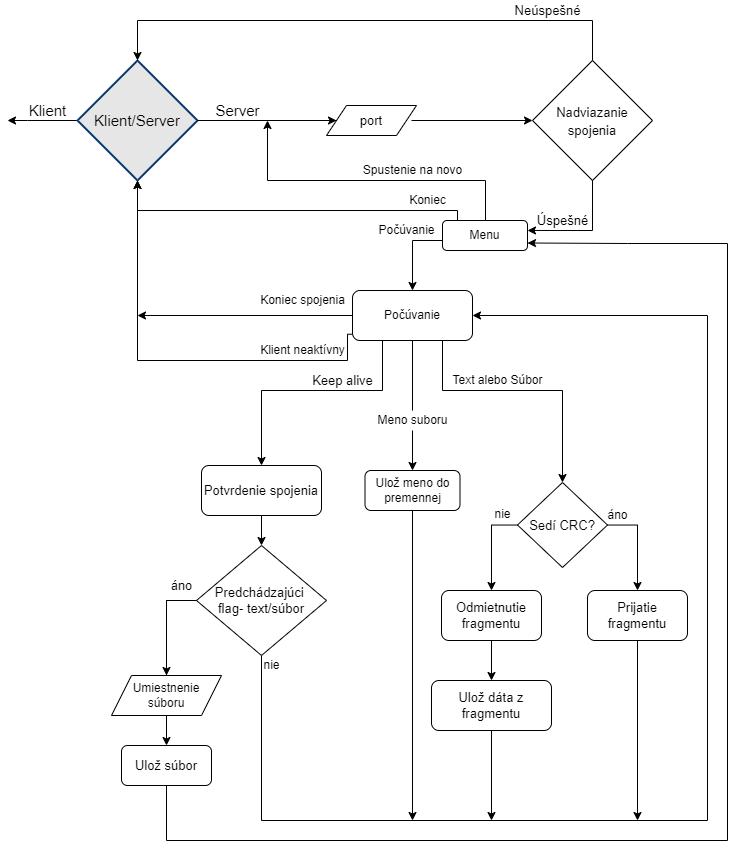 Neúspešné
Klient
Klient/Server
Server
port
Nadviazanie
spojenia
Spustenie na novo
Koniec
Úspešné
Menu
Počúvanie
Koniec spojenia
Počúvanie
Klient neaktívny
Keep alive
Text alebo Súbor
Meno suboru
Potvrdenie spojenia
Ulož meno do
premennej
nie
Sedí CRC?
áno
áno
Predchádzajúci
flag- text/súbor
Odmietnutie
fragmentu
Prijatie
fragmentu
nie
Umiestnenie
súboru
Ulož dáta z
fragmentu
Ulož súbor